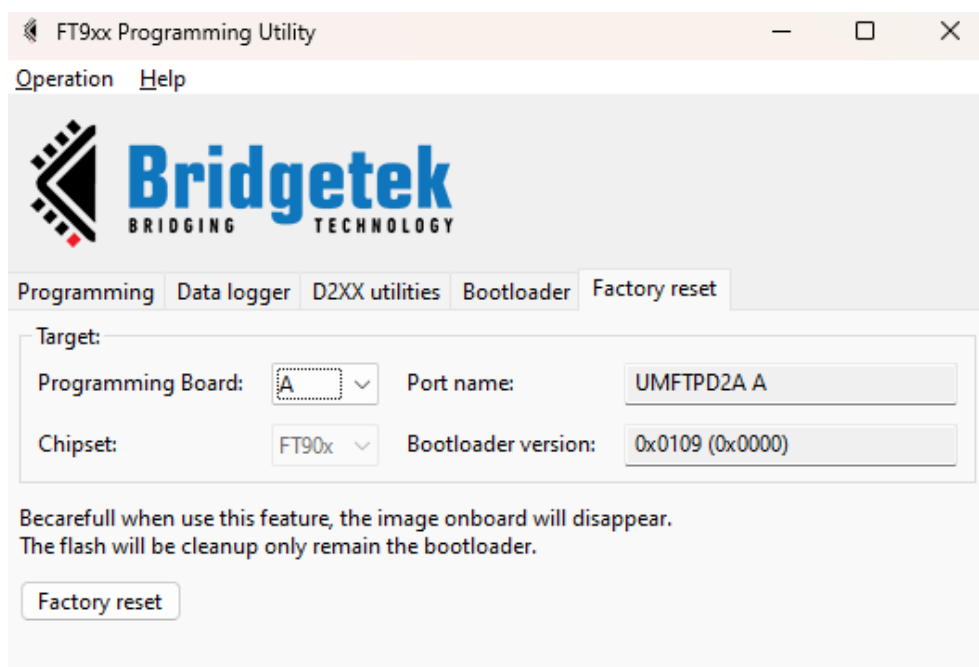 FT9xx Programming Utility
Operation Help
Bridgetek
BRIDGING TECHNOLOGY
Programming Data logger D2XX utilities Bootloader Factory reset
Target:
Programming Board: A Port name: UMFTPD2A A
Chipset: FT90x Bootloader version: 0x0109 (0x0000)
Becarefull when use this feature, the image onboard will disappear.
The flash will be cleanup only remain the bootloader.
Factory reset